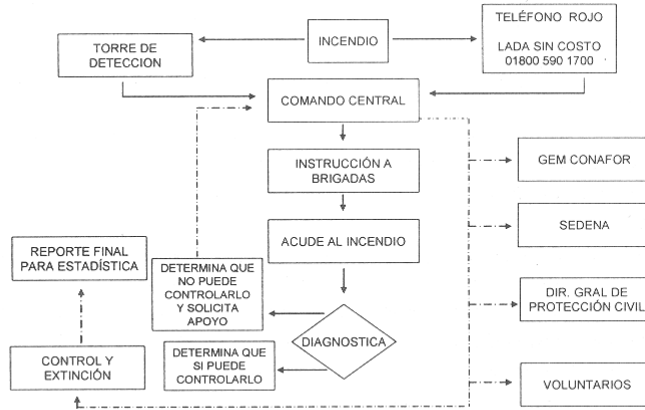 TELÉFONO ROJO
LADA SIN COSTO
01800 590 1700
INCENDIO
TORRE DE
DETECCION
COMANDO CENTRAL
INSTRUCCIÓN A
BRIGADAS
GEM CONAFOR
ACUDE AL INCENDIO
SEDENA
REPORTE FINAL
PARA ESTADÍSTICA
DETERMINA QUE
NO PUEDE
CONTROLARLO
Y SOLICITA
APOYO
DIR. GRAL DE
PROTECCIÓN CIVIL
DIAGNOSTICA
CONTROL Y
EXTINCIÓN
DETERMINA QUE
SI PUEDE
CONTROLARLO
VOLUNTARIOS